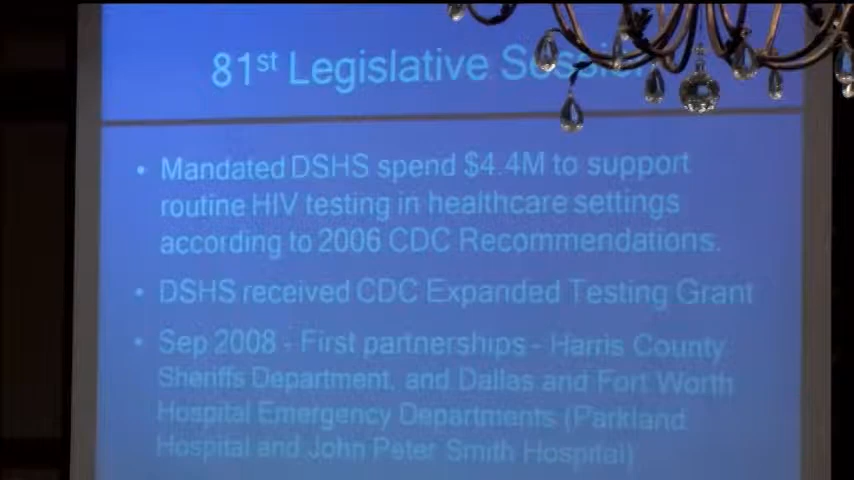 81st Legislative Session
• Mandated DSHS spend $4.4M to support
routine HIV testing in healthcare settings
according to 2006 CDC Recommendations.
• DSHS received CDC Expanded Testing Grant
• Sep 2008 - First partnerships - Harris County
Sheriffs Department, and Dallas and Fort Worth
Hospital Emergency Departments (Parkland
Hospital and John Peter Smith Hospital)